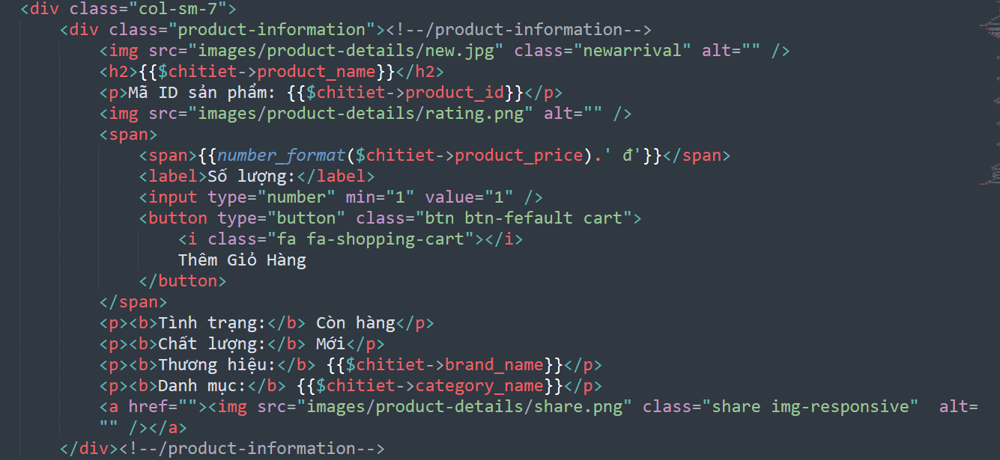 <div class="col-sm-7">
<div class="product-information"><!--/product-information-->
<img src="images/product-details/new.jpg" class="newarrival" alt="" />
<h2>{{$chitiet->product_name}}</h2>
<p>Mã ID sản phẩm: {{$chitiet->product_id}}</p>
<img src="images/product-details/rating.png" alt="" />
<span>
<span>{{number_format($chitiet->product_price).' đ'}}</span>
<label>Số lượng:</label>
<input type="number" min="1" value="1" />
<button type="button" class="btn btn-fefault cart">
<i class="fa fa-shopping-cart"></i>
Thêm Giỏ Hàng
</button>
</span>
<p><b>Tình trạng:</b> Còn hàng</p>
<p><b>Chất lượng:</b> Mới</p>
<p><b>Thương hiệu:</b> {{$chitiet->brand_name}}</p>
<p><b>Danh mục:</b> {{$chitiet->category_name}}</p>
<a href=""><img src="images/product-details/share.png" class="share img-responsive"  alt=
"" /></a>
</div><!--/product-information-->